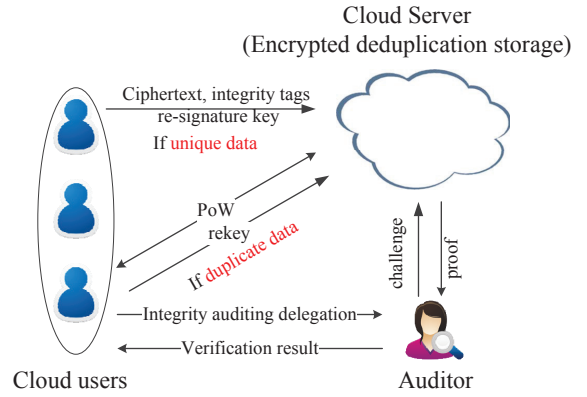 Cloud Server
(Encrypted deduplication storage)
Ciphertext, integrity tags
re-signature key
If unique data
PoW
rekey
If duplicate data
challenge
proof
Integrity auditing delegation
Verification result
Cloud users
Auditor